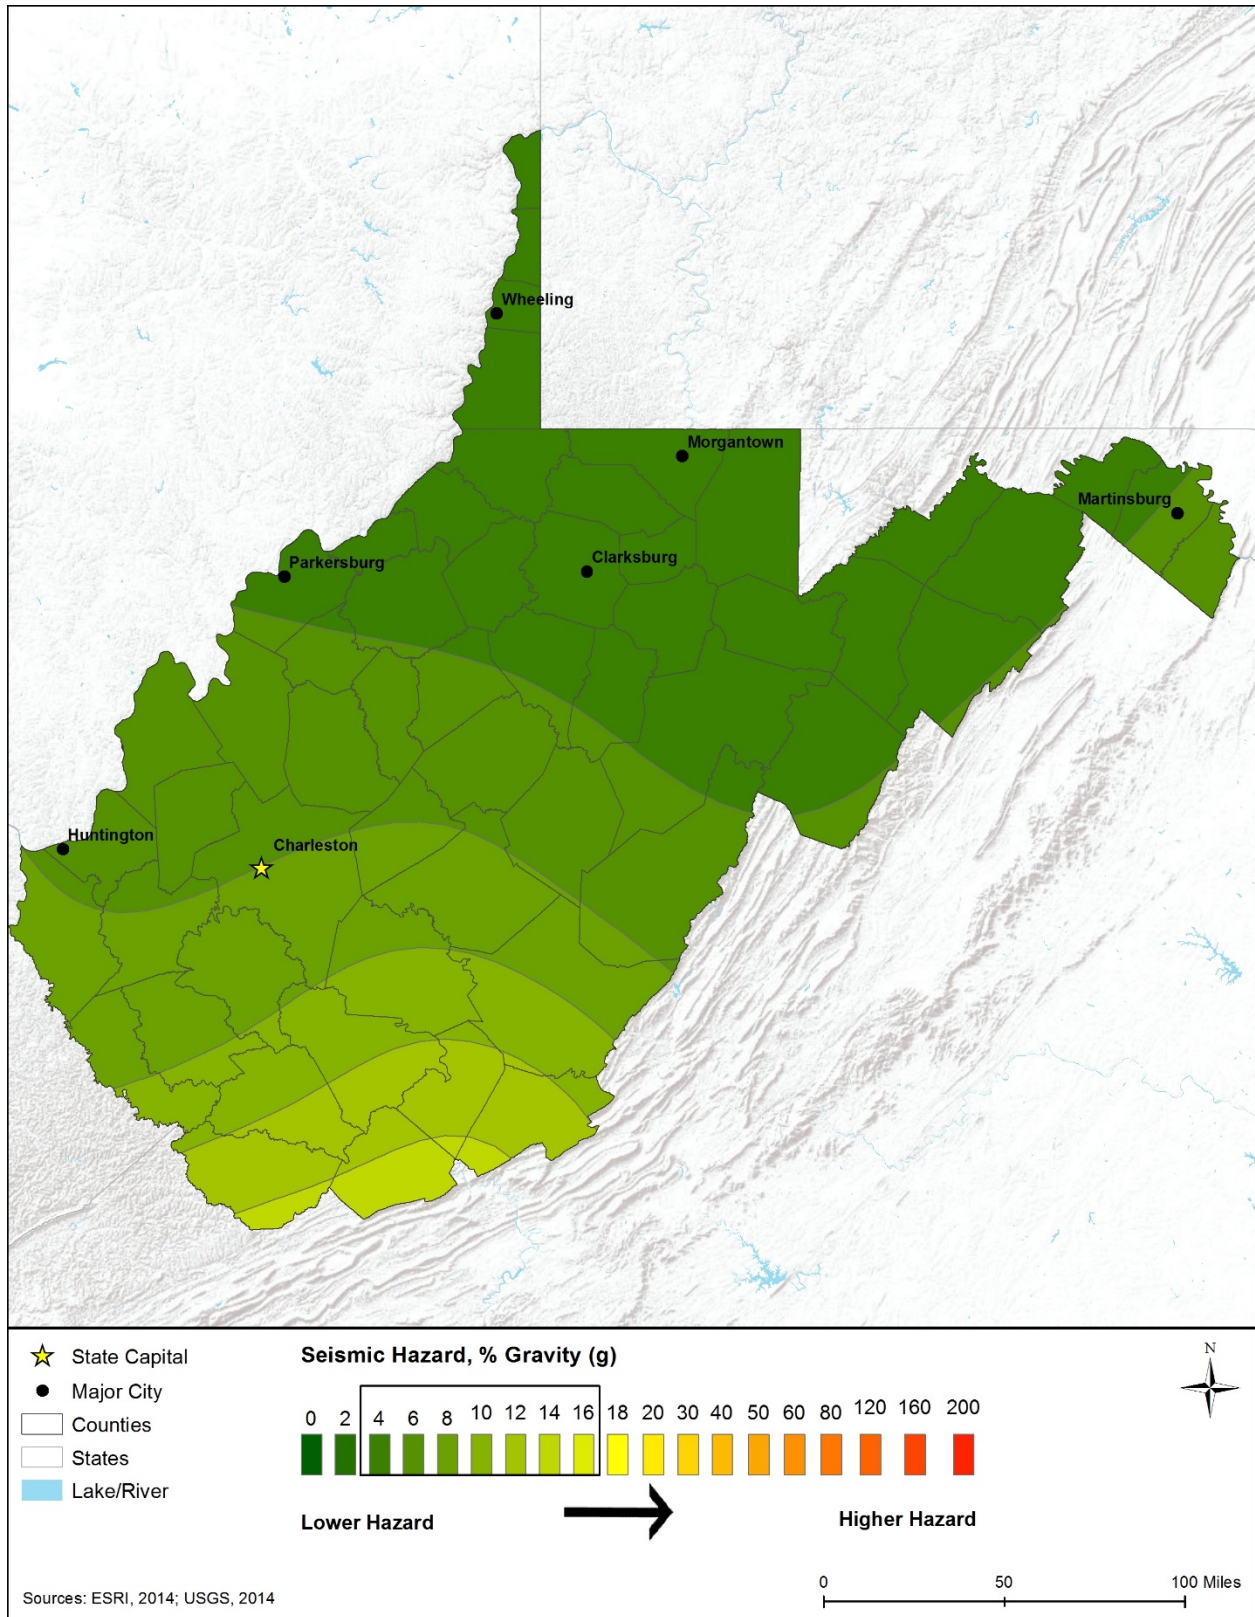 Wheeling
Morgantown
Martinsburg
Clarksburg
Parkersburg
Huntington
Charleston
State Capital
Major City
Counties
States
Lake/River
Seismic Hazard, % Gravity (g)
0 2 4 6 8 10 12 14 16 18 20 30 40 50 60 80 120 160 200
Lower Hazard
Higher Hazard
N
Sources: ESRI, 2014; USGS, 2014
0 50 100 Miles